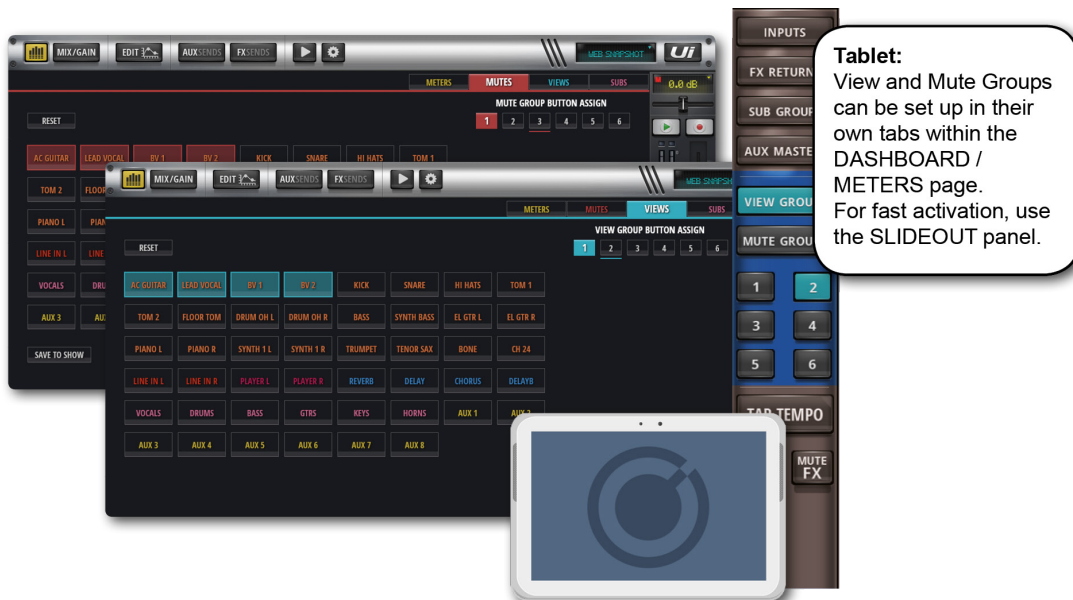 MIX/GAIN EDIT AUXSENDS FXSENDS WEB SNAPSHOT Ui
METERS MUTES VIEWS SUBS 0.0 dB
MUTE GROUP BUTTON ASSIGN
RESET 1 2 3 4 5 6
AC GUITAR LEAD VOCAL BV 1 BV 2 KICK SNARE HI HATS TOM 1
TOM 2 FLOOR
PIANO L
LINE IN L LINE
VOCALS
AUX 3
SAVE TO SHOW
MIX/GAIN EDIT AUXSENDS FXSENDS WEB SNAPSH
METERS MUTES VIEWS SUBS
VIEW GROUP BUTTON ASSIGN
RESET 1 2 3 4 5 6
AC GUITAR LEAD VOCAL BV 1 BV 2 KICK SNARE HI HATS TOM 1
TOM 2 FLOOR TOM DRUM OH L DRUM OH R BASS SYNTH BASS EL GTR L EL GTR R
PIANO L PIANO R SYNTH 1 L SYNTH 1 R TRUMPET TENOR SAX BONE CH 24
LINE IN L LINE IN R PLAYER L PLAYER R REVERB DELAY CHORUS DELAYB
VOCALS DRUMS BASS GTRS KEYS HORNS AUX 1 AUX 2
AUX 3 AUX 4 AUX 5 AUX 6 AUX 7 AUX 8
INPUTS
FX RETURN
SUB GROUP
AUX MASTE
VIEW GROU
MUTE GROU
1 2
3 4
5 6
TAP TEMPO
MUTE
FX
Tablet:
View and Mute Groups
can be set up in their
own tabs within the
DASHBOARD /
METERS page.
For fast activation, use
the SLIDEOUT panel.